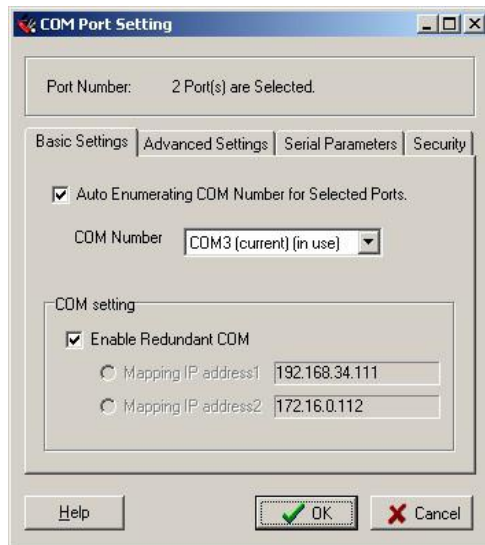 COM Port Setting
Port Number: 2 Port(s) are Selected.
Basic Settings Advanced Settings Serial Parameters Security
Auto Enumerating COM Number for Selected Ports.
COM Number COM3 (current) (in use)
COM setting
Enable Redundant COM
Mapping IP address1 192.168.34.111
Mapping IP address2 172.16.0.112
Help OK Cancel